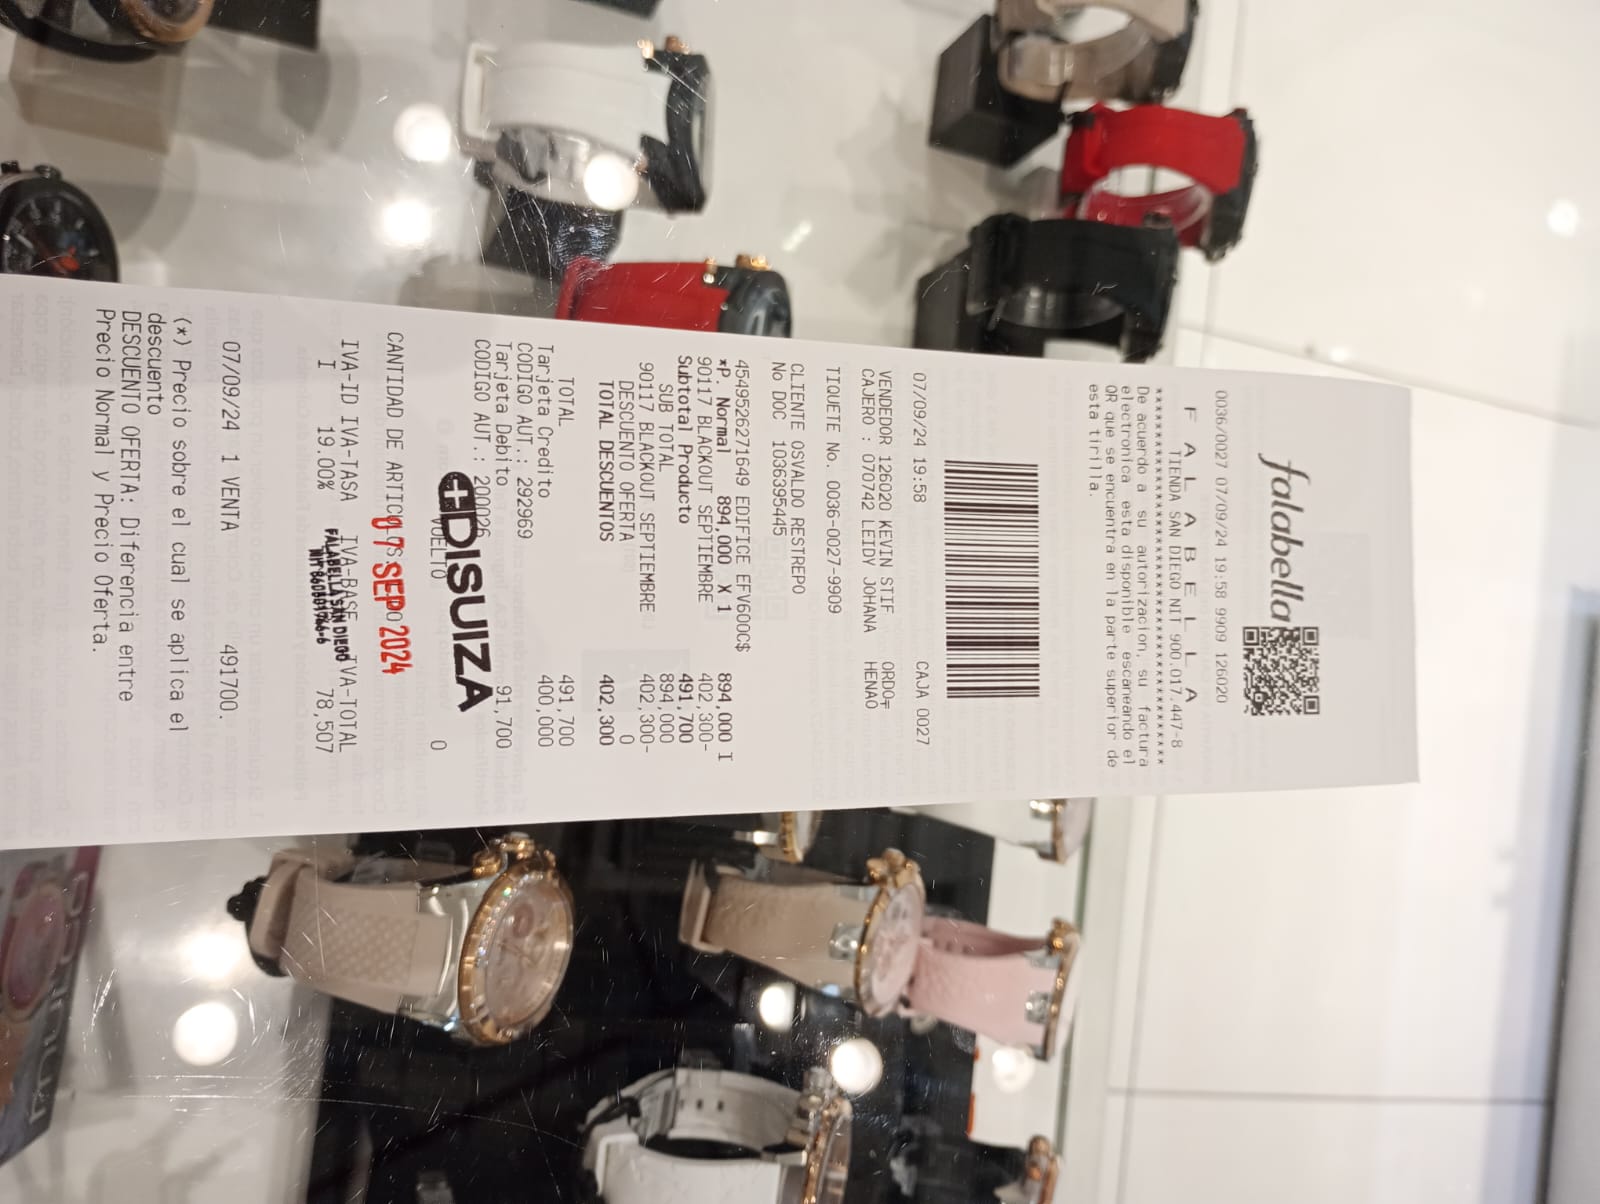 falabella
0036/0027 07/09/24 19:58 9909 126020
F A L A B E L L A
TIENDA SAN DIEGO NIT 900.017.447-8
De acuerdo a su autorizacion, su factura
electronica esta disponible escaneando el
QR que se encuentra en la parte superior de
esta tirilla.
07/09/24 19:58 CAJA 0027
VENDEDOR 126020 KEVIN STIF ORDO
CAJERO : 070742 LEIDY JOHANA HENAO
TIQUETE No. 0036-0027-9909
CLIENTE OSVALDO RESTREPO
No DOC 1036395445
4549526271649 EDIFICE EFV600C$
*P. Normal 894,000 X 1 894,000 I
90117 BLACKOUT SEPTIEMBRE 402,300-
Subtotal Producto 491,700
SUB TOTAL 894,000
90117 BLACKOUT SEPTIEMBRE 402,300-
DESCUENTO OFERTA 0
TOTAL DESCUENTOS 402,300
TOTAL 491,700
Tarjeta Credito 400,000
CODIGO AUT.: 292969
Tarjeta Debito 91,700
CODIGO AUT.: 200026
DISUIZA
VUELTO 0
CANTIDAD DE ARTICULOS:
07 SEP 2024
IVA-ID IVA-TASA IVA-BASE IVA-TOTAL
I 19.00% 78,507
FALABELLA SAN DIEGO
07/09/24 1 VENTA 491700.
(*) Precio sobre el cual se aplica el
descuento
DESCUENTO OFERTA: Diferencia entre
Precio Normal y Precio Oferta.